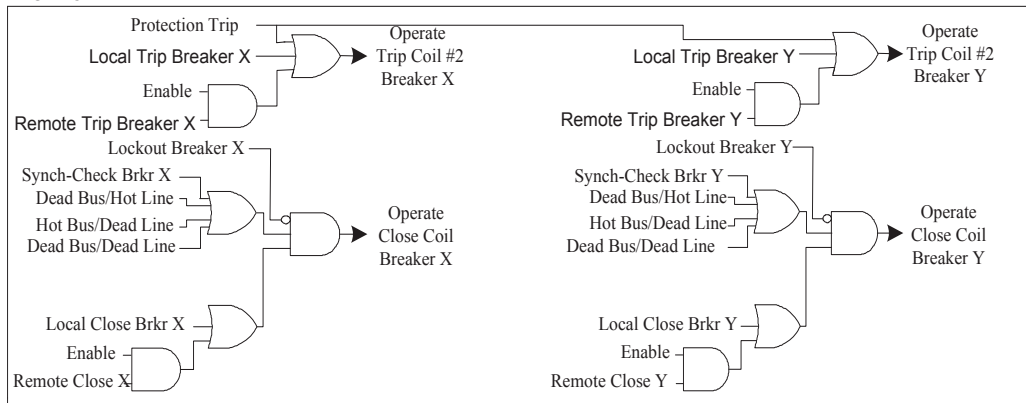 Protection Trip
Local Trip Breaker X
Enable
Remote Trip Breaker X
Operate
Trip Coil #2
Breaker X
Lockout Breaker X
Synch-Check Brkr X
Dead Bus/Hot Line
Hot Bus/Dead Line
Dead Bus/Dead Line
Operate
Close Coil
Breaker X
Local Close Brkr X
Enable
Remote Close X
Local Trip Breaker Y
Enable
Remote Trip Breaker Y
Operate
Trip Coil #2
Breaker Y
Lockout Breaker Y
Synch-Check Brkr Y
Dead Bus/Hot Line
Hot Bus/Dead Line
Dead Bus/Dead Line
Operate
Close Coil
Breaker Y
Local Close Brkr Y
Enable
Remote Close Y